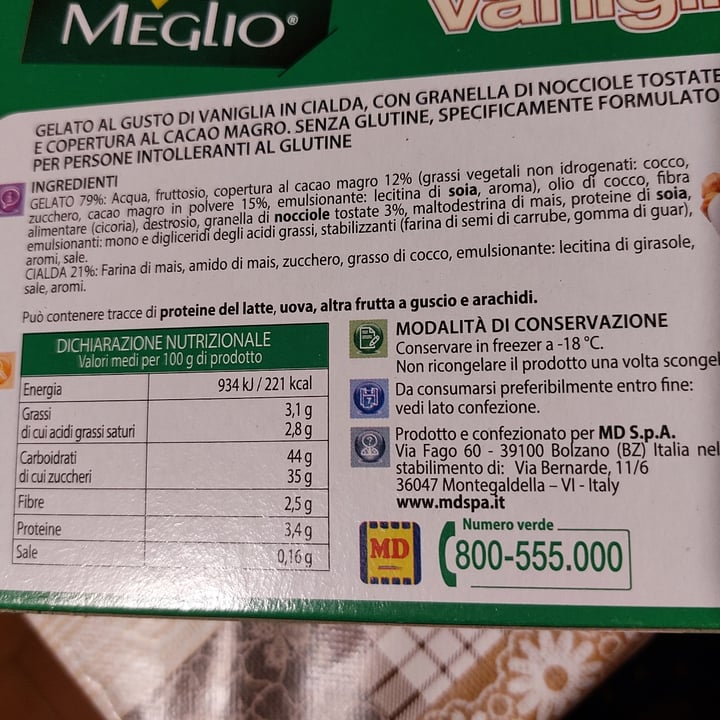 MEGLIO®
GELATO AL GUSTO DI VANIGLIA IN CIALDA, CON GRANELLA DI NOCCIOLE TOSTATE
E COPERTURA AL CACAO MAGRO. SENZA GLUTINE, SPECIFICAMENTE FORMULATO
PER PERSONE INTOLLERANTI AL GLUTINE
INGREDIENTI
GELATO 79%: Acqua, fruttosio, copertura al cacao magro 12% (grassi vegetali non idrogenati: cocco,
zucchero, cacao magro in polvere 15%, emulsionante: lecitina di soia, aroma), olio di cocco, fibra
alimentare (cicoria), destrosio, granella di nocciole tostate 3%, maltodestrina di mais, proteine di soia,
emulsionanti: mono e digliceridi degli acidi grassi, stabilizzanti (farina di semi di carrube, gomma di guar),
aromi, sale.
CIALDA 21%: Farina di mais, amido di mais, zucchero, grasso di cocco, emulsionante: lecitina di girasole,
sale, aromi.
Può contenere tracce di proteine del latte, uova, altra frutta a guscio e arachidi.
DICHIARAZIONE NUTRIZIONALE
Valori medi per 100 g di prodotto
Energia 934 kJ / 221 kcal
Grassi 3,1 g
di cui acidi grassi saturi 2,8 g
Carboidrati 44 g
di cui zuccheri 35 g
Fibre 2,5 g
Proteine 3,4 g
Sale 0,16 g
MODALITÀ DI CONSERVAZIONE
Conservare in freezer a -18 °C.
Non ricongelare il prodotto una volta scongel
Da consumarsi preferibilmente entro fine:
vedi lato confezione.
Prodotto e confezionato per MD S.p.A.
Via Fago 60 - 39100 Bolzano (BZ) Italia nel
stabilimento di: Via Bernarde, 11/6
36047 Montegaldella – VI - Italy
www.mdspa.it
MD
Numero verde
800-555.000